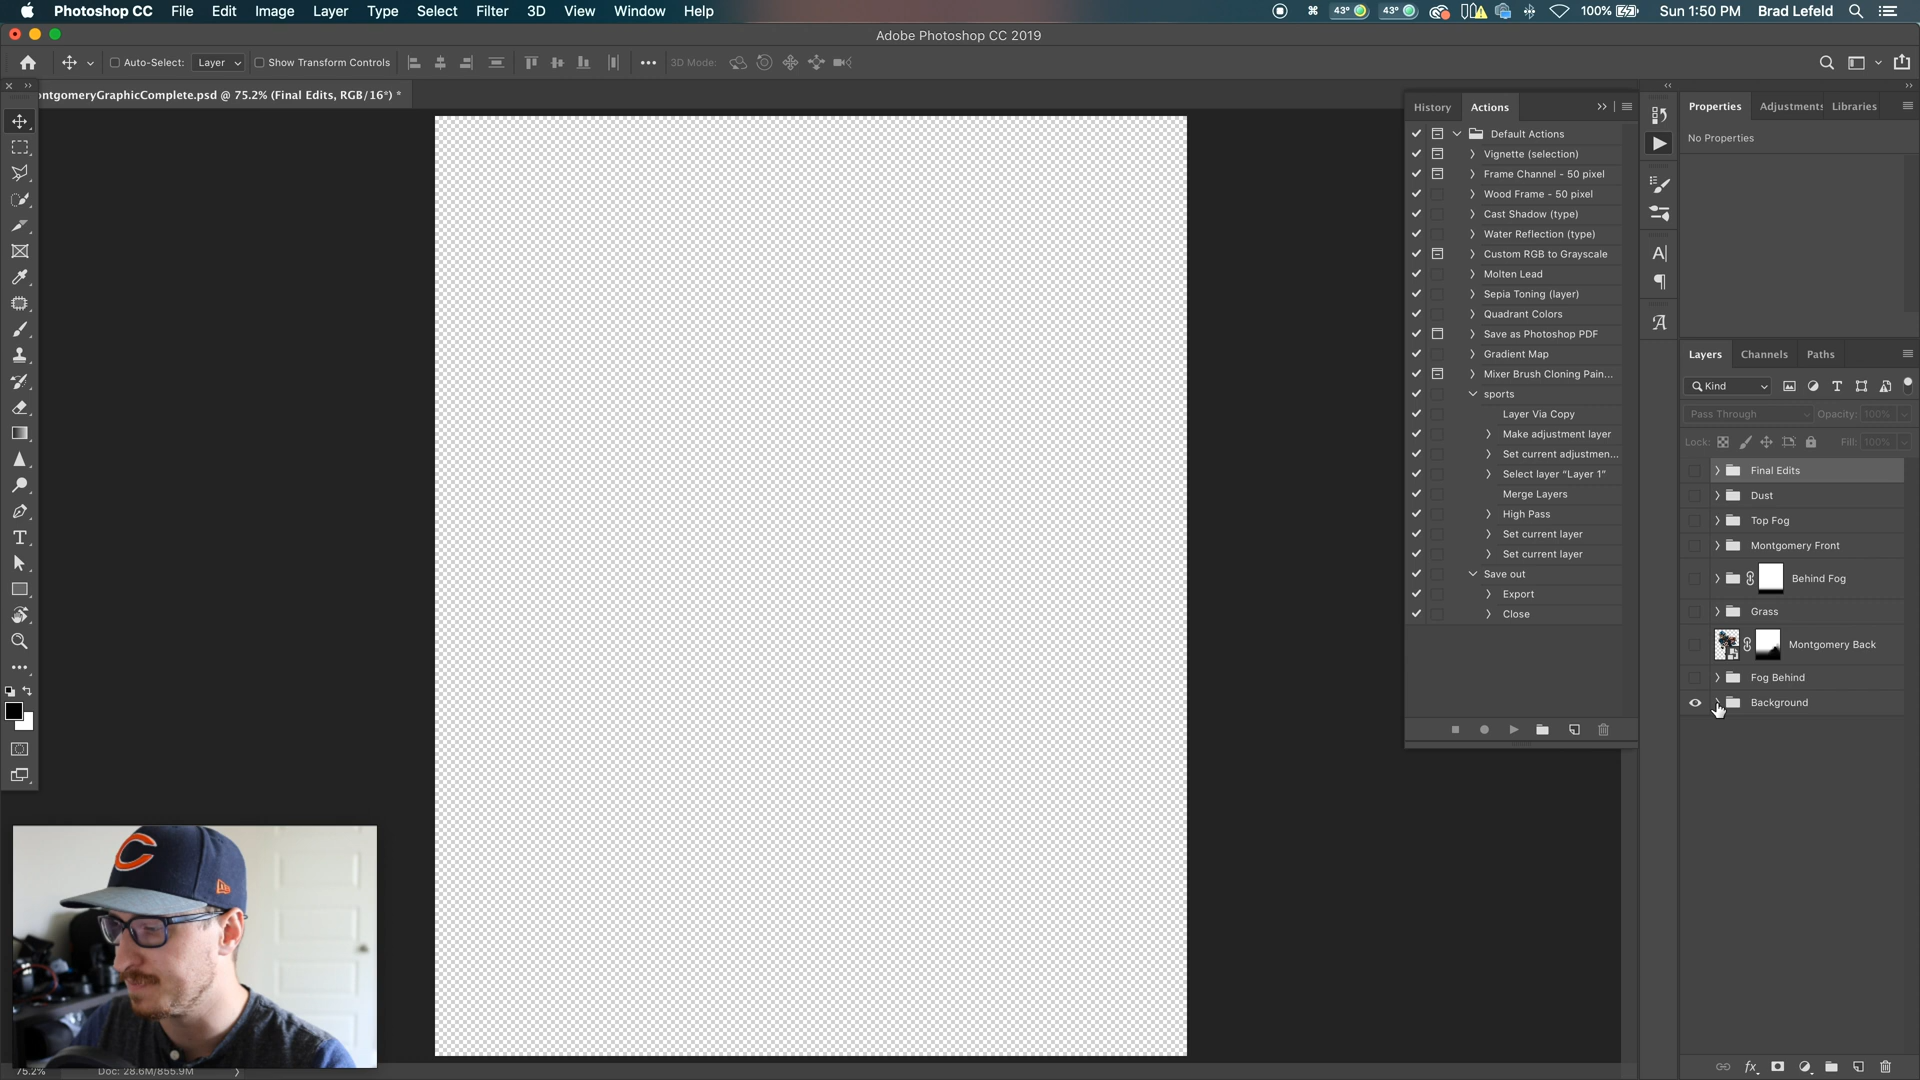 Photoshop CC File Edit Image Layer Type Select Filter 3D View Window Help 43° 43° 100% Sun 1:50 PM Brad Lefeld
Adobe Photoshop CC 2019
Auto-Select: Layer Show Transform Controls 3D Mode:
ontgomeryGraphicComplete.psd @ 75.2% (Final Edits, RGB/16*) *
History Actions
Properties Adjustments Libraries
No Properties
Default Actions
Vignette (selection)
Frame Channel - 50 pixel
Wood Frame - 50 pixel
Cast Shadow (type)
Water Reflection (type)
Custom RGB to Grayscale
Molten Lead
Sepia Toning (layer)
Quadrant Colors
Save as Photoshop PDF
Gradient Map
Mixer Brush Cloning Pain...
sports
Layer Via Copy
Make adjustment layer
Set current adjustmen...
Select layer “Layer 1”
Merge Layers
High Pass
Set current layer
Set current layer
Save out
Export
Close
Layers Channels Paths
Kind
Pass Through Opacity: 100%
Lock: Fill: 100%
Final Edits
Dust
Top Fog
Montgomery Front
Behind Fog
Grass
Montgomery Back
Fog Behind
Background
75.2% Doc: 28.6M/855.9M